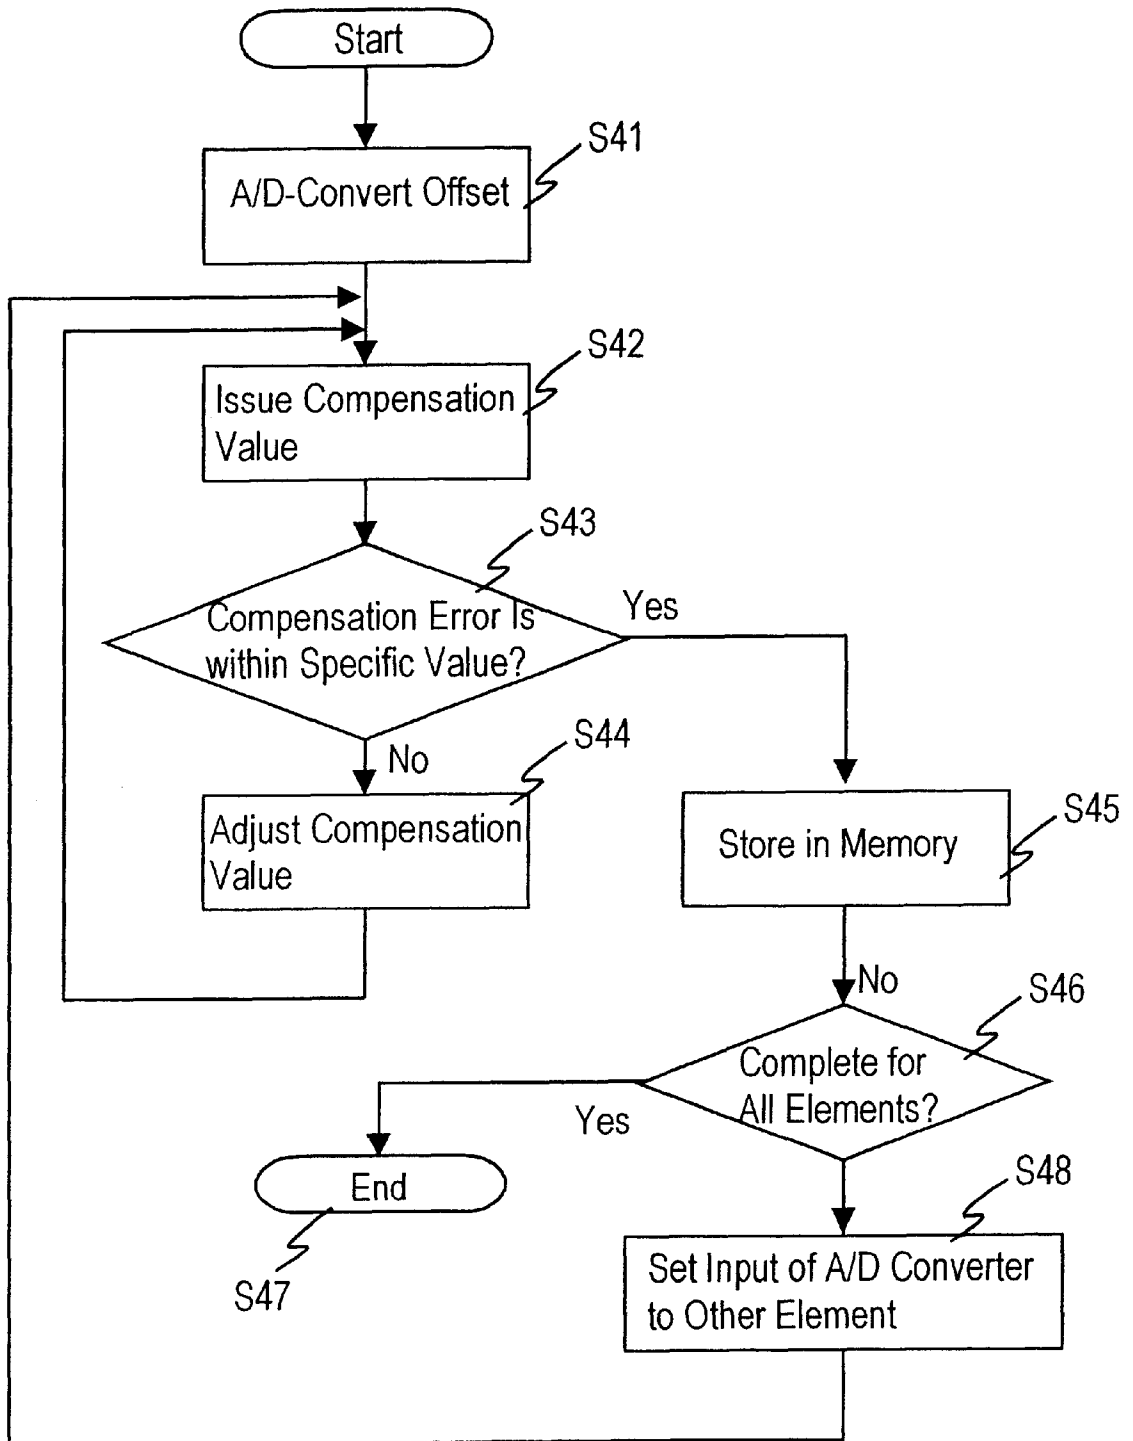 Start
S41
A/D-Convert Offset
S42
Issue Compensation
Value
S43
Compensation Error Is
within Specific Value?
Yes
No
S44
Adjust Compensation
Value
S45
Store in Memory
No
S46
Complete for
All Elements?
Yes
End
S47
S48
Set Input of A/D Converter
to Other Element